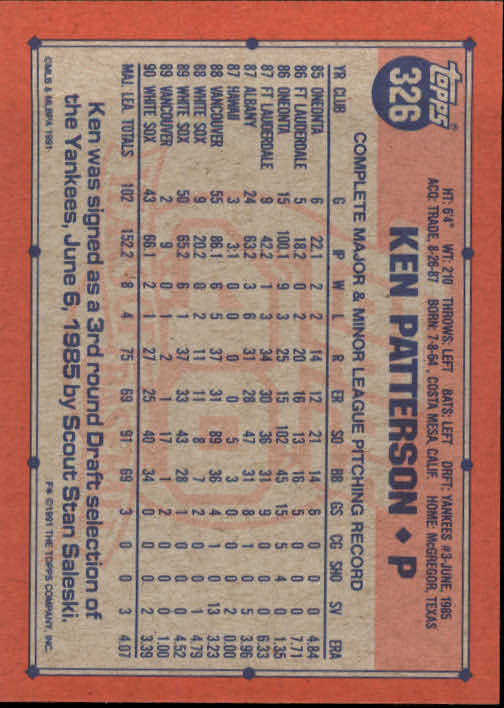 Topps®
326
HT: 6'4" WT: 210 THROWS: LEFT BATS: LEFT DRFT: YANKEES #3-JUNE, 1985
ACQ: TRADE, 8-26-87 BORN: 7-8-64, COSTA MESA, CALIF. HOME: McGREGOR, TEXAS
KEN PATTERSON ◆ P
COMPLETE MAJOR & MINOR LEAGUE PITCHING RECORD
YR CLUB G IP W L R ER SO BB GS CG SHO SV ERA
85 ONEONTA 6 22.1 2 2 14 12 21 14 6 0 0 0 4.84
86 FT LAUDERDALE 5 18.2 0 2 20 16 13 16 5 0 0 0 7.71
86 ONEONTA 15 100.1 9 3 25 15 102 45 15 5 4 0 1.35
87 FT LAUDERDALE 9 42.2 1 3 34 30 36 31 9 0 0 0 6.33
87 ALBANY 24 63.2 3 6 31 28 47 31 8 1 0 5 3.96
87 HAWAII 3 3.1 0 0 0 0 5 3 0 0 0 2 0.00
88 VANCOUVER 55 86.1 6 5 37 31 89 36 4 1 0 13 3.23
88 WHITE SOX 9 20.2 0 2 11 11 8 7 2 0 0 1 4.79
89 WHITE SOX 50 65.2 6 1 37 33 43 28 1 0 0 0 4.52
89 VANCOUVER 2 9 0 1 2 1 17 1 2 0 0 0 1.00
90 WHITE SOX 43 66.1 2 1 27 25 40 34 0 0 0 2 3.39
MAJ. LEA. TOTALS 102 152.2 8 4 75 69 91 69 3 0 0 3 4.07
Ken was signed as a 3rd round Draft selection of
the Yankees, June 6, 1985 by Scout Stan Saleski.
©MLB & MLBPA 1991· F* ©1991 THE TOPPS COMPANY, INC.